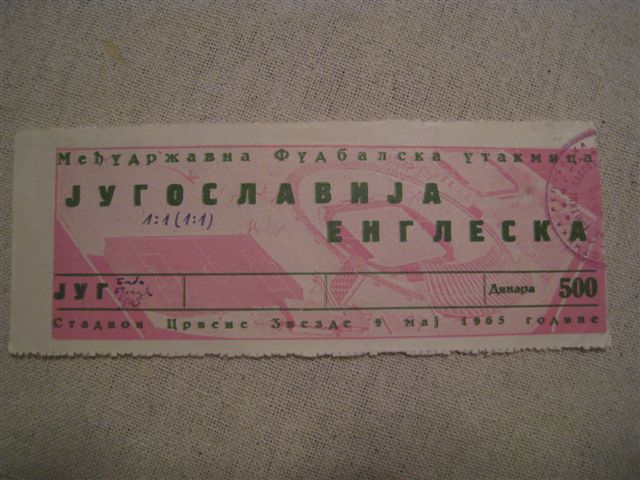 Међудржавна Фудбалска утакмица
ЈУГОСЛАВИЈА
1:1 (1:1)
ЕНГЛЕСКА
ЈУГ
Динара 500
Стадион Црвене Звезде 9 мај 1965 године